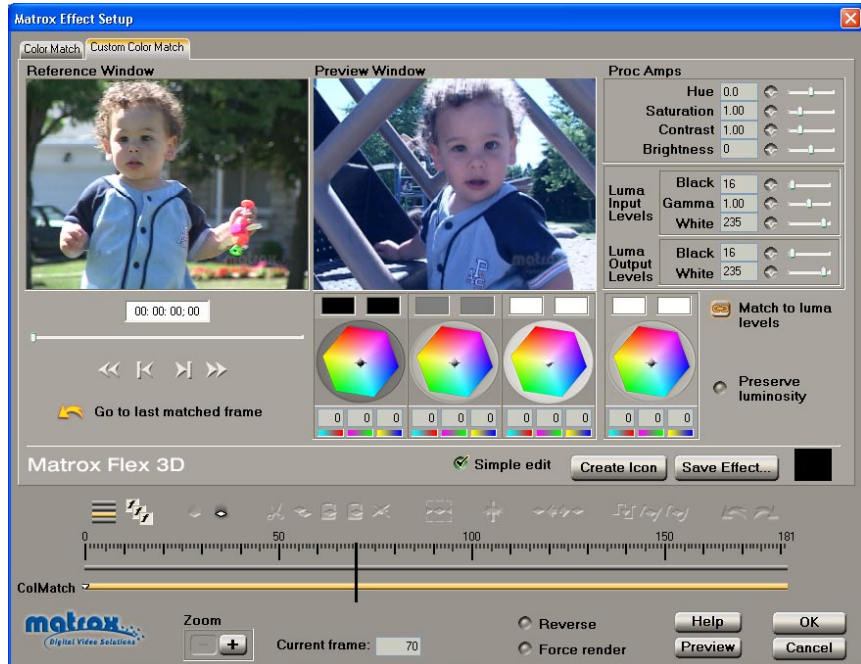 Matrox Effect Setup
Color Match
Custom Color Match
Reference Window
Preview Window
Proc Amps
Hue 0.0
Saturation 1.00
Contrast 1.00
Brightness 0
Luma Input Levels
Black 16
Gamma 1.00
White 235
Luma Output Levels
Black 16
White 235
matrox
matrox
00: 00: 00; 00
Go to last matched frame
0 0 0
0 0 0
0 0 0
0 0 0
Match to luma levels
Preserve luminosity
Matrox Flex 3D
Simple edit
Create Icon
Save Effect...
0 50 100 150 181
ColMatch
matrox
Digital Video Solutions
Zoom
Current frame: 70
Reverse
Force render
Help
Preview
OK
Cancel